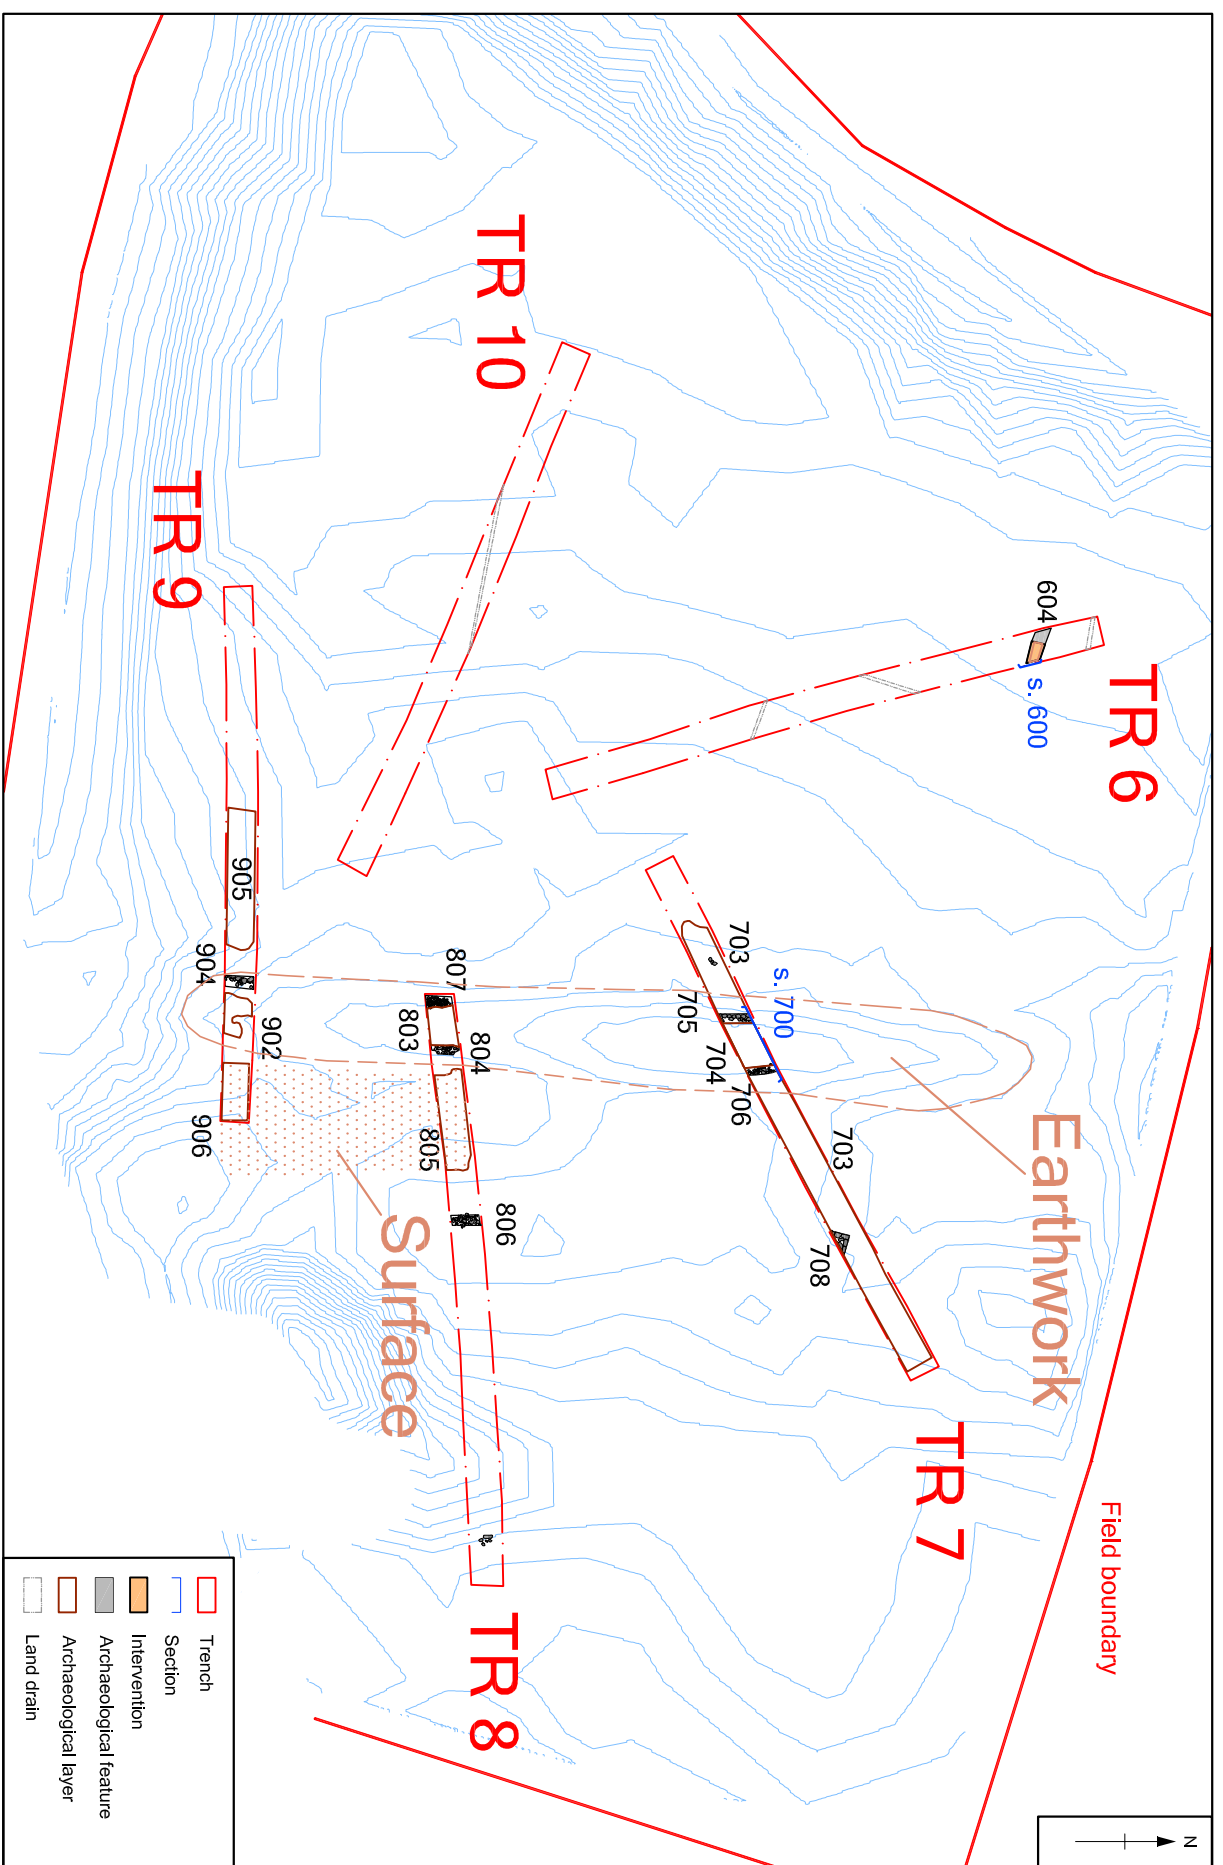 TR 6
604
s. 600
Field boundary
Earthwork
TR 7
703
s. 700
705
704
706
703
708
TR 10
TR 8
807
803
804
805
806
Surface
TR 9
905
904
902
906
N
Trench
Section
Intervention
Archaeological feature
Archaeological layer
Land drain